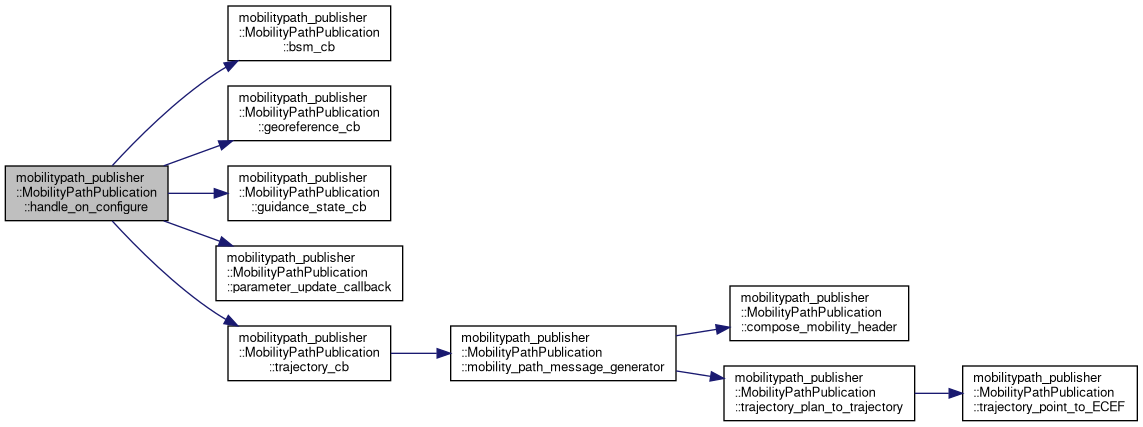 mobilitypath_publisher
::MobilityPathPublication
::handle_on_configure
mobilitypath_publisher
::MobilityPathPublication
::bsm_cb
mobilitypath_publisher
::MobilityPathPublication
::georeference_cb
mobilitypath_publisher
::MobilityPathPublication
::guidance_state_cb
mobilitypath_publisher
::MobilityPathPublication
::parameter_update_callback
mobilitypath_publisher
::MobilityPathPublication
::trajectory_cb
mobilitypath_publisher
::MobilityPathPublication
::mobility_path_message_generator
mobilitypath_publisher
::MobilityPathPublication
::compose_mobility_header
mobilitypath_publisher
::MobilityPathPublication
::trajectory_plan_to_trajectory
mobilitypath_publisher
::MobilityPathPublication
::trajectory_point_to_ECEF